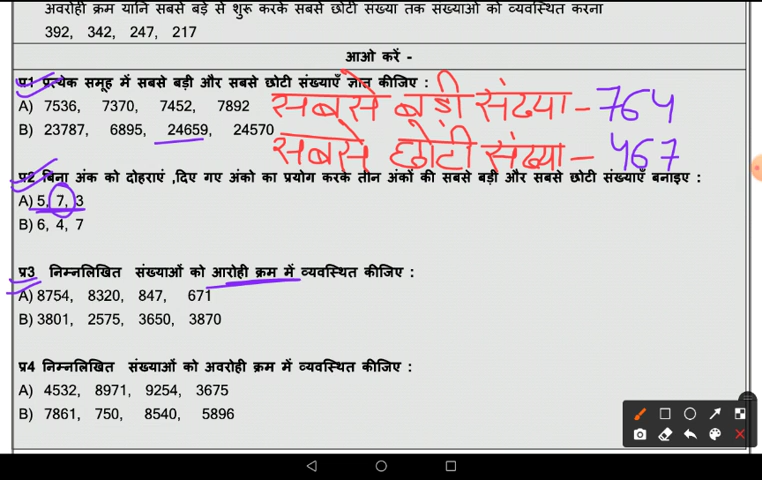 अवरोही क्रम यानि सबसे बड़े से शुरू करके सबसे छोटी संख्या तक संख्याओं को व्यवस्थित करना
392, 342, 247, 217
आओ करें -
प्र1 प्रत्येक समूह में सबसे बड़ी और सबसे छोटी संख्याएँ ज्ञात कीजिए :
A) 7536, 7370, 7452, 7892
सबसे बड़ी संख्या - 764
B) 23787, 6895, 24659, 24570
सबसे छोटी संख्या - 467
प्र2 बिना अंक को दोहराएं ,दिए गए अंको का प्रयोग करके तीन अंकों की सबसे बड़ी और सबसे छोटी संख्याएँ बनाइए :
A) 5, 7, 3
B) 6, 4, 7
प्र3 निम्नलिखित संख्याओं को आरोही क्रम में व्यवस्थित कीजिए :
A) 8754, 8320, 847, 671
B) 3801, 2575, 3650, 3870
प्र4 निम्नलिखित संख्याओं को अवरोही क्रम में व्यवस्थित कीजिए :
A) 4532, 8971, 9254, 3675
B) 7861, 750, 8540, 5896